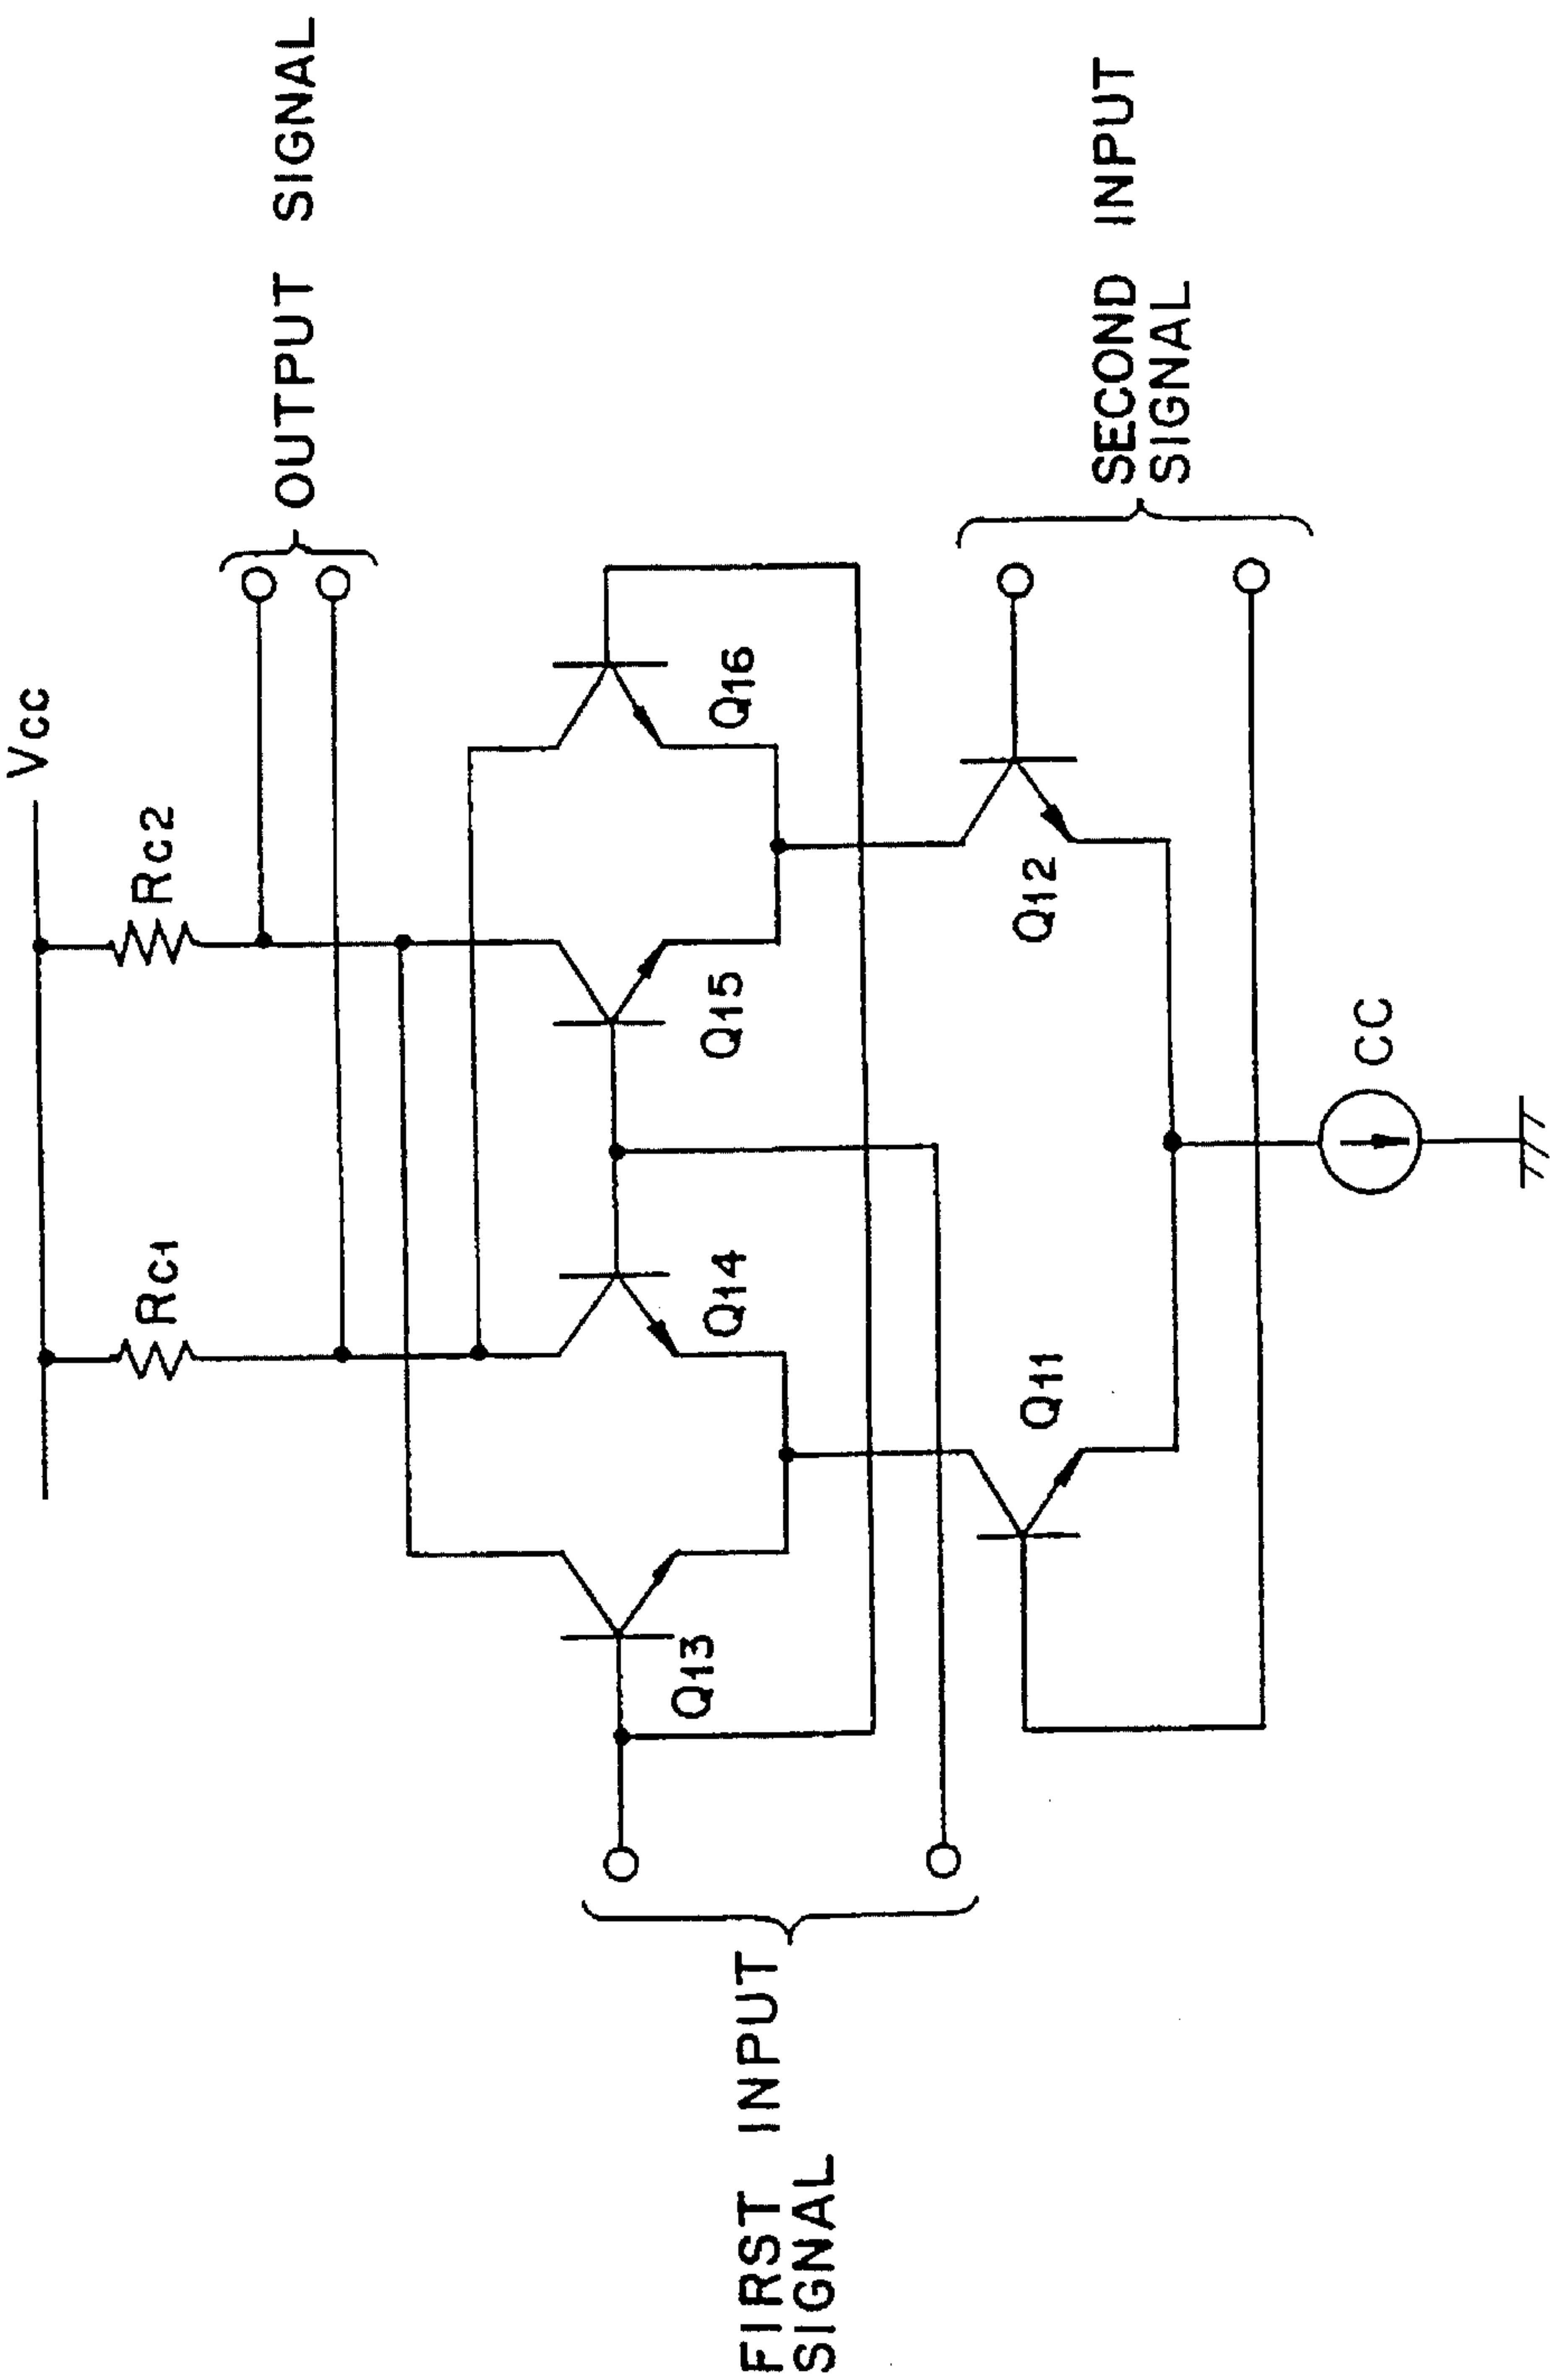 Vcc
Rc1
Rc2
OUTPUT SIGNAL
Q13
Q14
Q15
Q16
FIRST INPUT
SIGNAL
Q11
Q12
SECOND INPUT
SIGNAL
CC